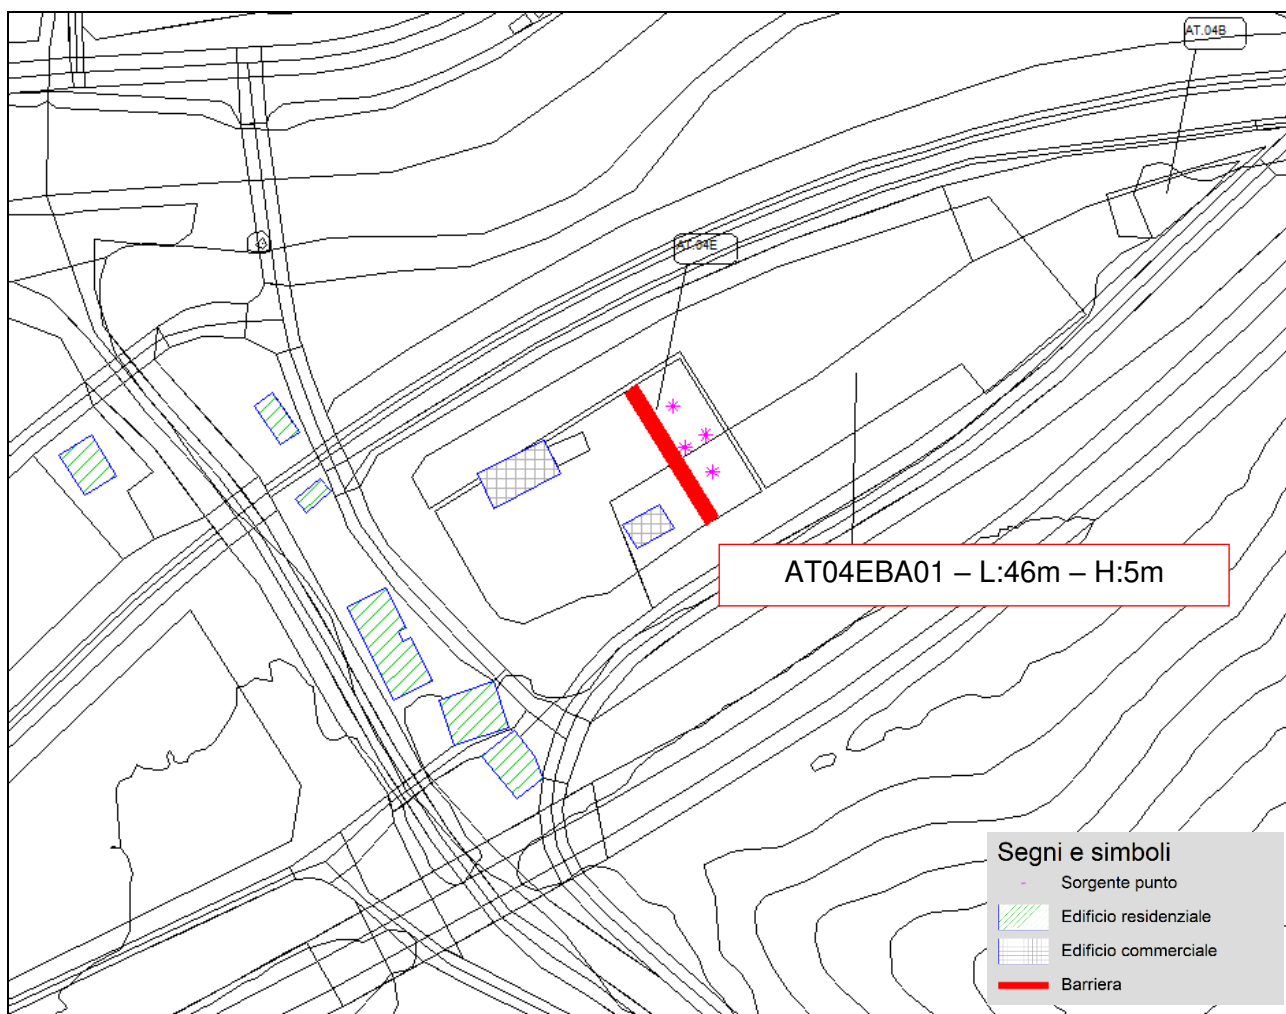 AT.04B
AT.04E
AT04EBA01 – L:46m – H:5m
Segni e simboli
Sorgente punto
Edificio residenziale
Edificio commerciale
Barriera